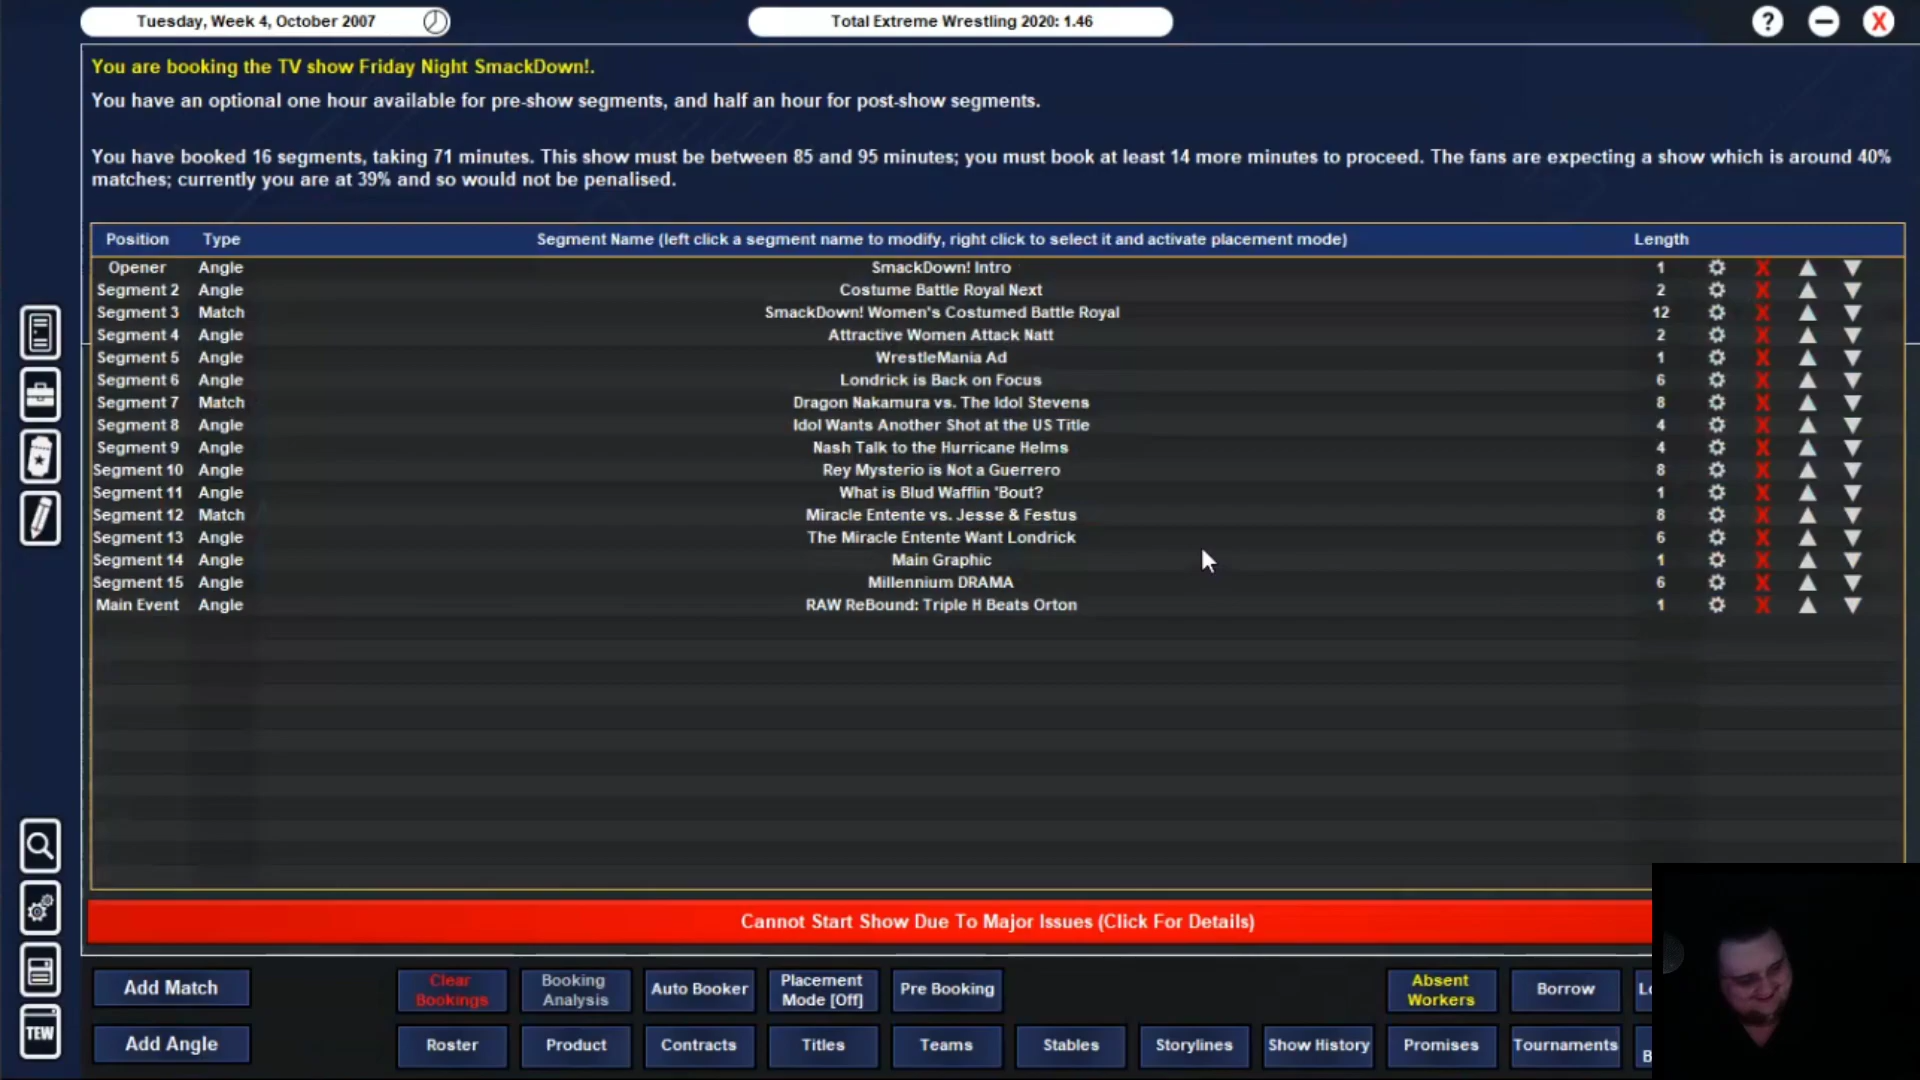 Tuesday, Week 4, October 2007
Total Extreme Wrestling 2020: 1.46
?
X
You are booking the TV show Friday Night SmackDown!.
You have an optional one hour available for pre-show segments, and half an hour for post-show segments.
You have booked 16 segments, taking 71 minutes. This show must be between 85 and 95 minutes; you must book at least 14 more minutes to proceed. The fans are expecting a show which is around 40%
matches; currently you are at 39% and so would not be penalised.
Position Type Segment Name (left click a segment name to modify, right click to select it and activate placement mode) Length
Opener Angle SmackDown! Intro 1 X
Segment 2 Angle Costume Battle Royal Next 2 X
Segment 3 Match SmackDown! Women's Costumed Battle Royal 12 X
Segment 4 Angle Attractive Women Attack Natt 2 X
Segment 5 Angle WrestleMania Ad 1 X
Segment 6 Angle Londrick is Back on Focus 6 X
Segment 7 Match Dragon Nakamura vs. The Idol Stevens 8 X
Segment 8 Angle Idol Wants Another Shot at the US Title 4 X
Segment 9 Angle Nash Talk to the Hurricane Helms 4 X
Segment 10 Angle Rey Mysterio is Not a Guerrero 8 X
Segment 11 Angle What is Blud Wafflin 'Bout? 1 X
Segment 12 Match Miracle Entente vs. Jesse & Festus 8 X
Segment 13 Angle The Miracle Entente Want Londrick 6 X
Segment 14 Angle Main Graphic 1 X
Segment 15 Angle Millennium DRAMA 6 X
Main Event Angle RAW ReBound: Triple H Beats Orton 1 X
Cannot Start Show Due To Major Issues (Click For Details)
Add Match
Clear
Bookings
Booking
Analysis
Auto Booker
Placement
Mode [Off]
Pre Booking
Absent
Workers
Borrow
TEW
Add Angle
Roster
Product
Contracts
Titles
Teams
Stables
Storylines
Show History
Promises
Tournaments